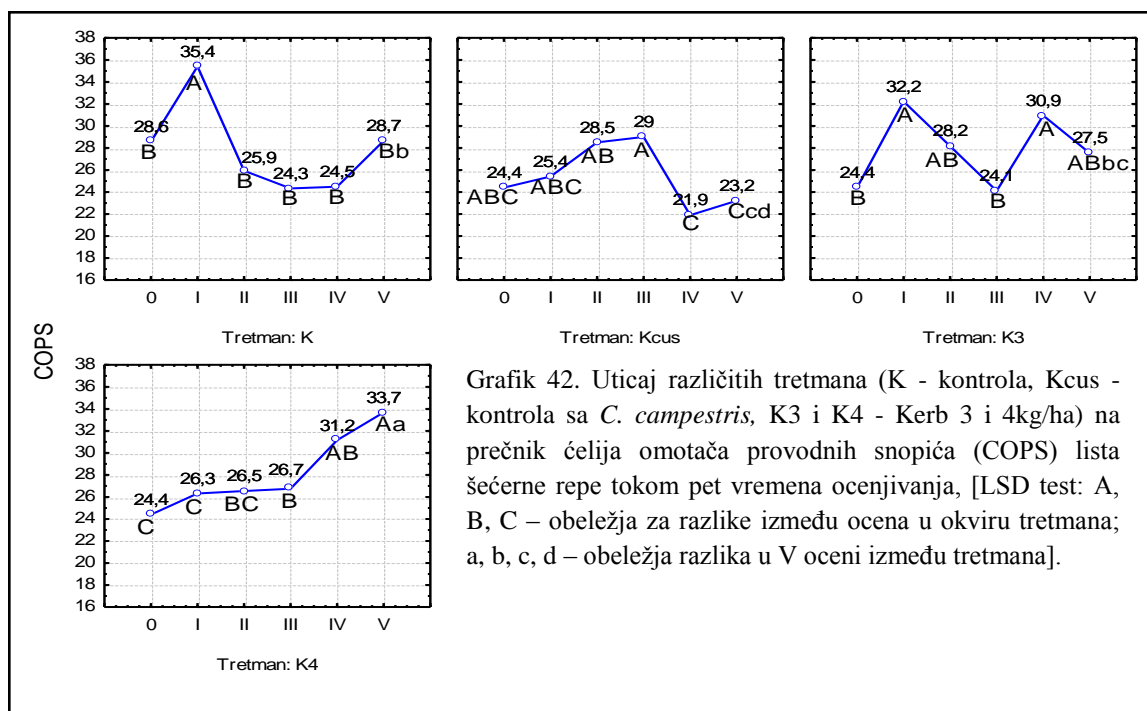 38
36
34
32
30
28
26
24
22
20
18
16
28,6
B
35,4
A
25,9
B
24,3
B
24,5
B
28,7
Bb
0 I II III IV V
Tretman: K
24,4
ABC
25,4
ABC
28,5
AB
29
A
21,9
C
23,2
Ccd
0 I II III IV V
Tretman: Kcus
24,4
B
32,2
A
28,2
AB
24,1
B
30,9
A
27,5
ABbc
0 I II III IV V
Tretman: K3
COPS
38
36
34
32
30
28
26
24
22
20
18
16
24,4
C
26,3
C
26,5
BC
26,7
B
31,2
AB
33,7
Aa
0 I II III IV V
Tretman: K4
Grafik 42. Uticaj različitih tretmana (K - kontrola, Kcus -
kontrola sa C. campestris, K3 i K4 - Kerb 3 i 4kg/ha) na
prečnik ćelija omotača provodnih snopića (COPS) lista
šećerne repe tokom pet vremena ocenjivanja, [LSD test: A,
B, C – obeležja za razlike između ocena u okviru tretmana;
a, b, c, d – obeležja razlika u V oceni između tretmana].